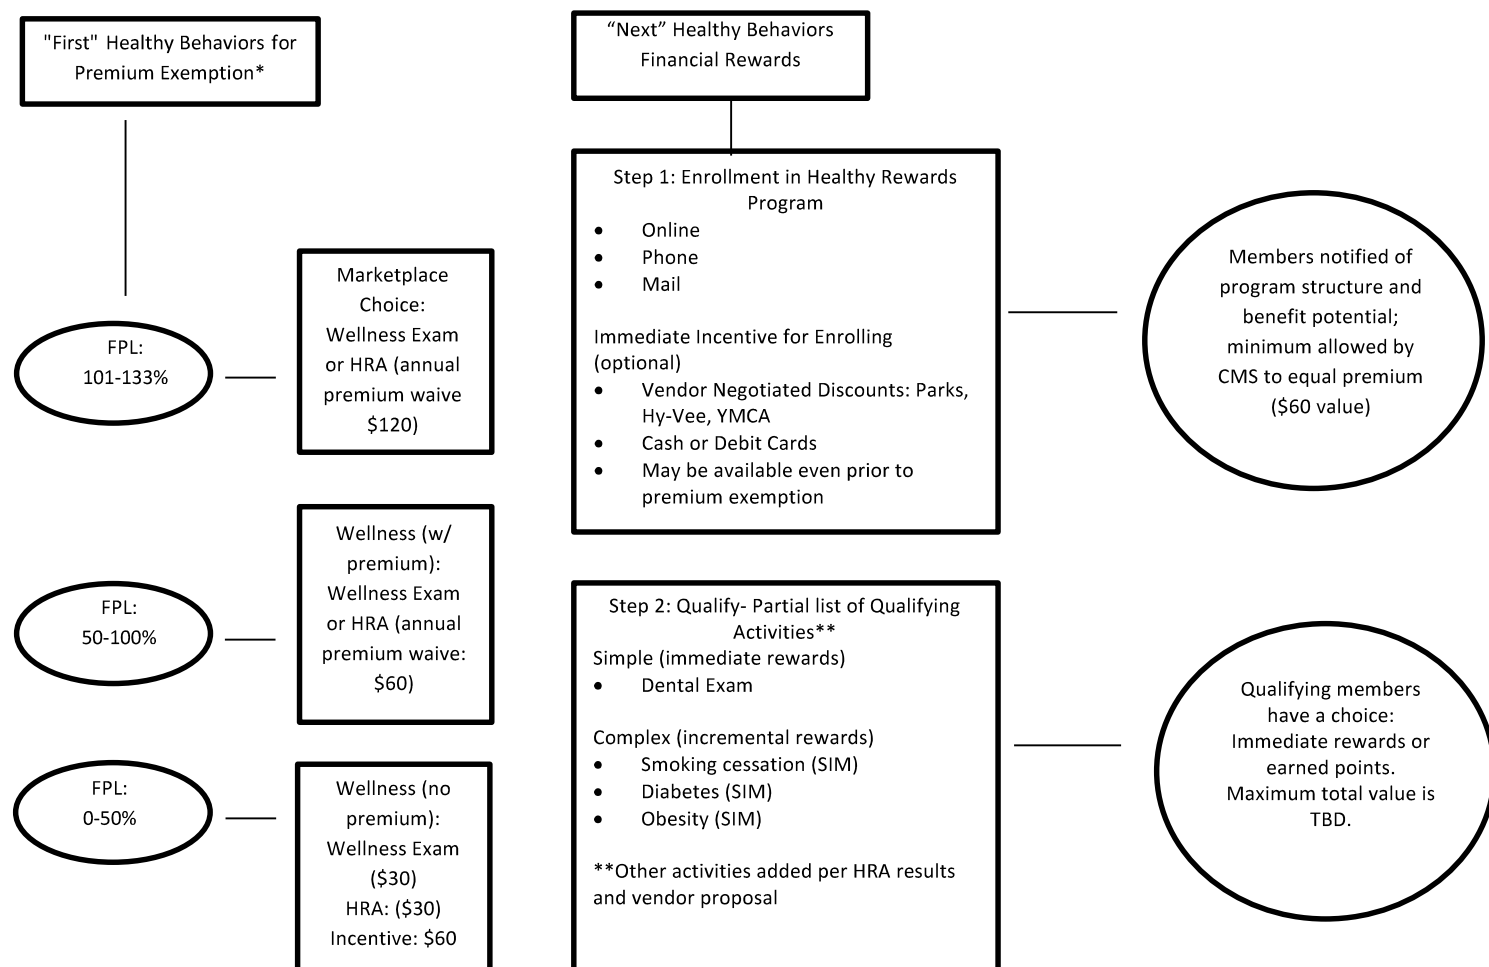 "First" Healthy Behaviors for
Premium Exemption*
FPL:
101-133%
Marketplace
Choice:
Wellness Exam
or HRA (annual
premium waive
$120)
FPL:
50-100%
Wellness (w/
premium):
Wellness Exam
or HRA (annual
premium waive:
$60)
FPL:
0-50%
Wellness (no
premium):
Wellness Exam
($30)
HRA: ($30)
Incentive: $60
“Next” Healthy Behaviors
Financial Rewards
Step 1: Enrollment in Healthy Rewards
Program
• Online
• Phone
• Mail
Immediate Incentive for Enrolling
(optional)
• Vendor Negotiated Discounts: Parks,
Hy-Vee, YMCA
• Cash or Debit Cards
• May be available even prior to
premium exemption
Members notified of
program structure and
benefit potential;
minimum allowed by
CMS to equal premium
($60 value)
Step 2: Qualify- Partial list of Qualifying
Activities**
Simple (immediate rewards)
• Dental Exam
Complex (incremental rewards)
• Smoking cessation (SIM)
• Diabetes (SIM)
• Obesity (SIM)
**Other activities added per HRA results
and vendor proposal
Qualifying members
have a choice:
Immediate rewards or
earned points.
Maximum total value is
TBD.